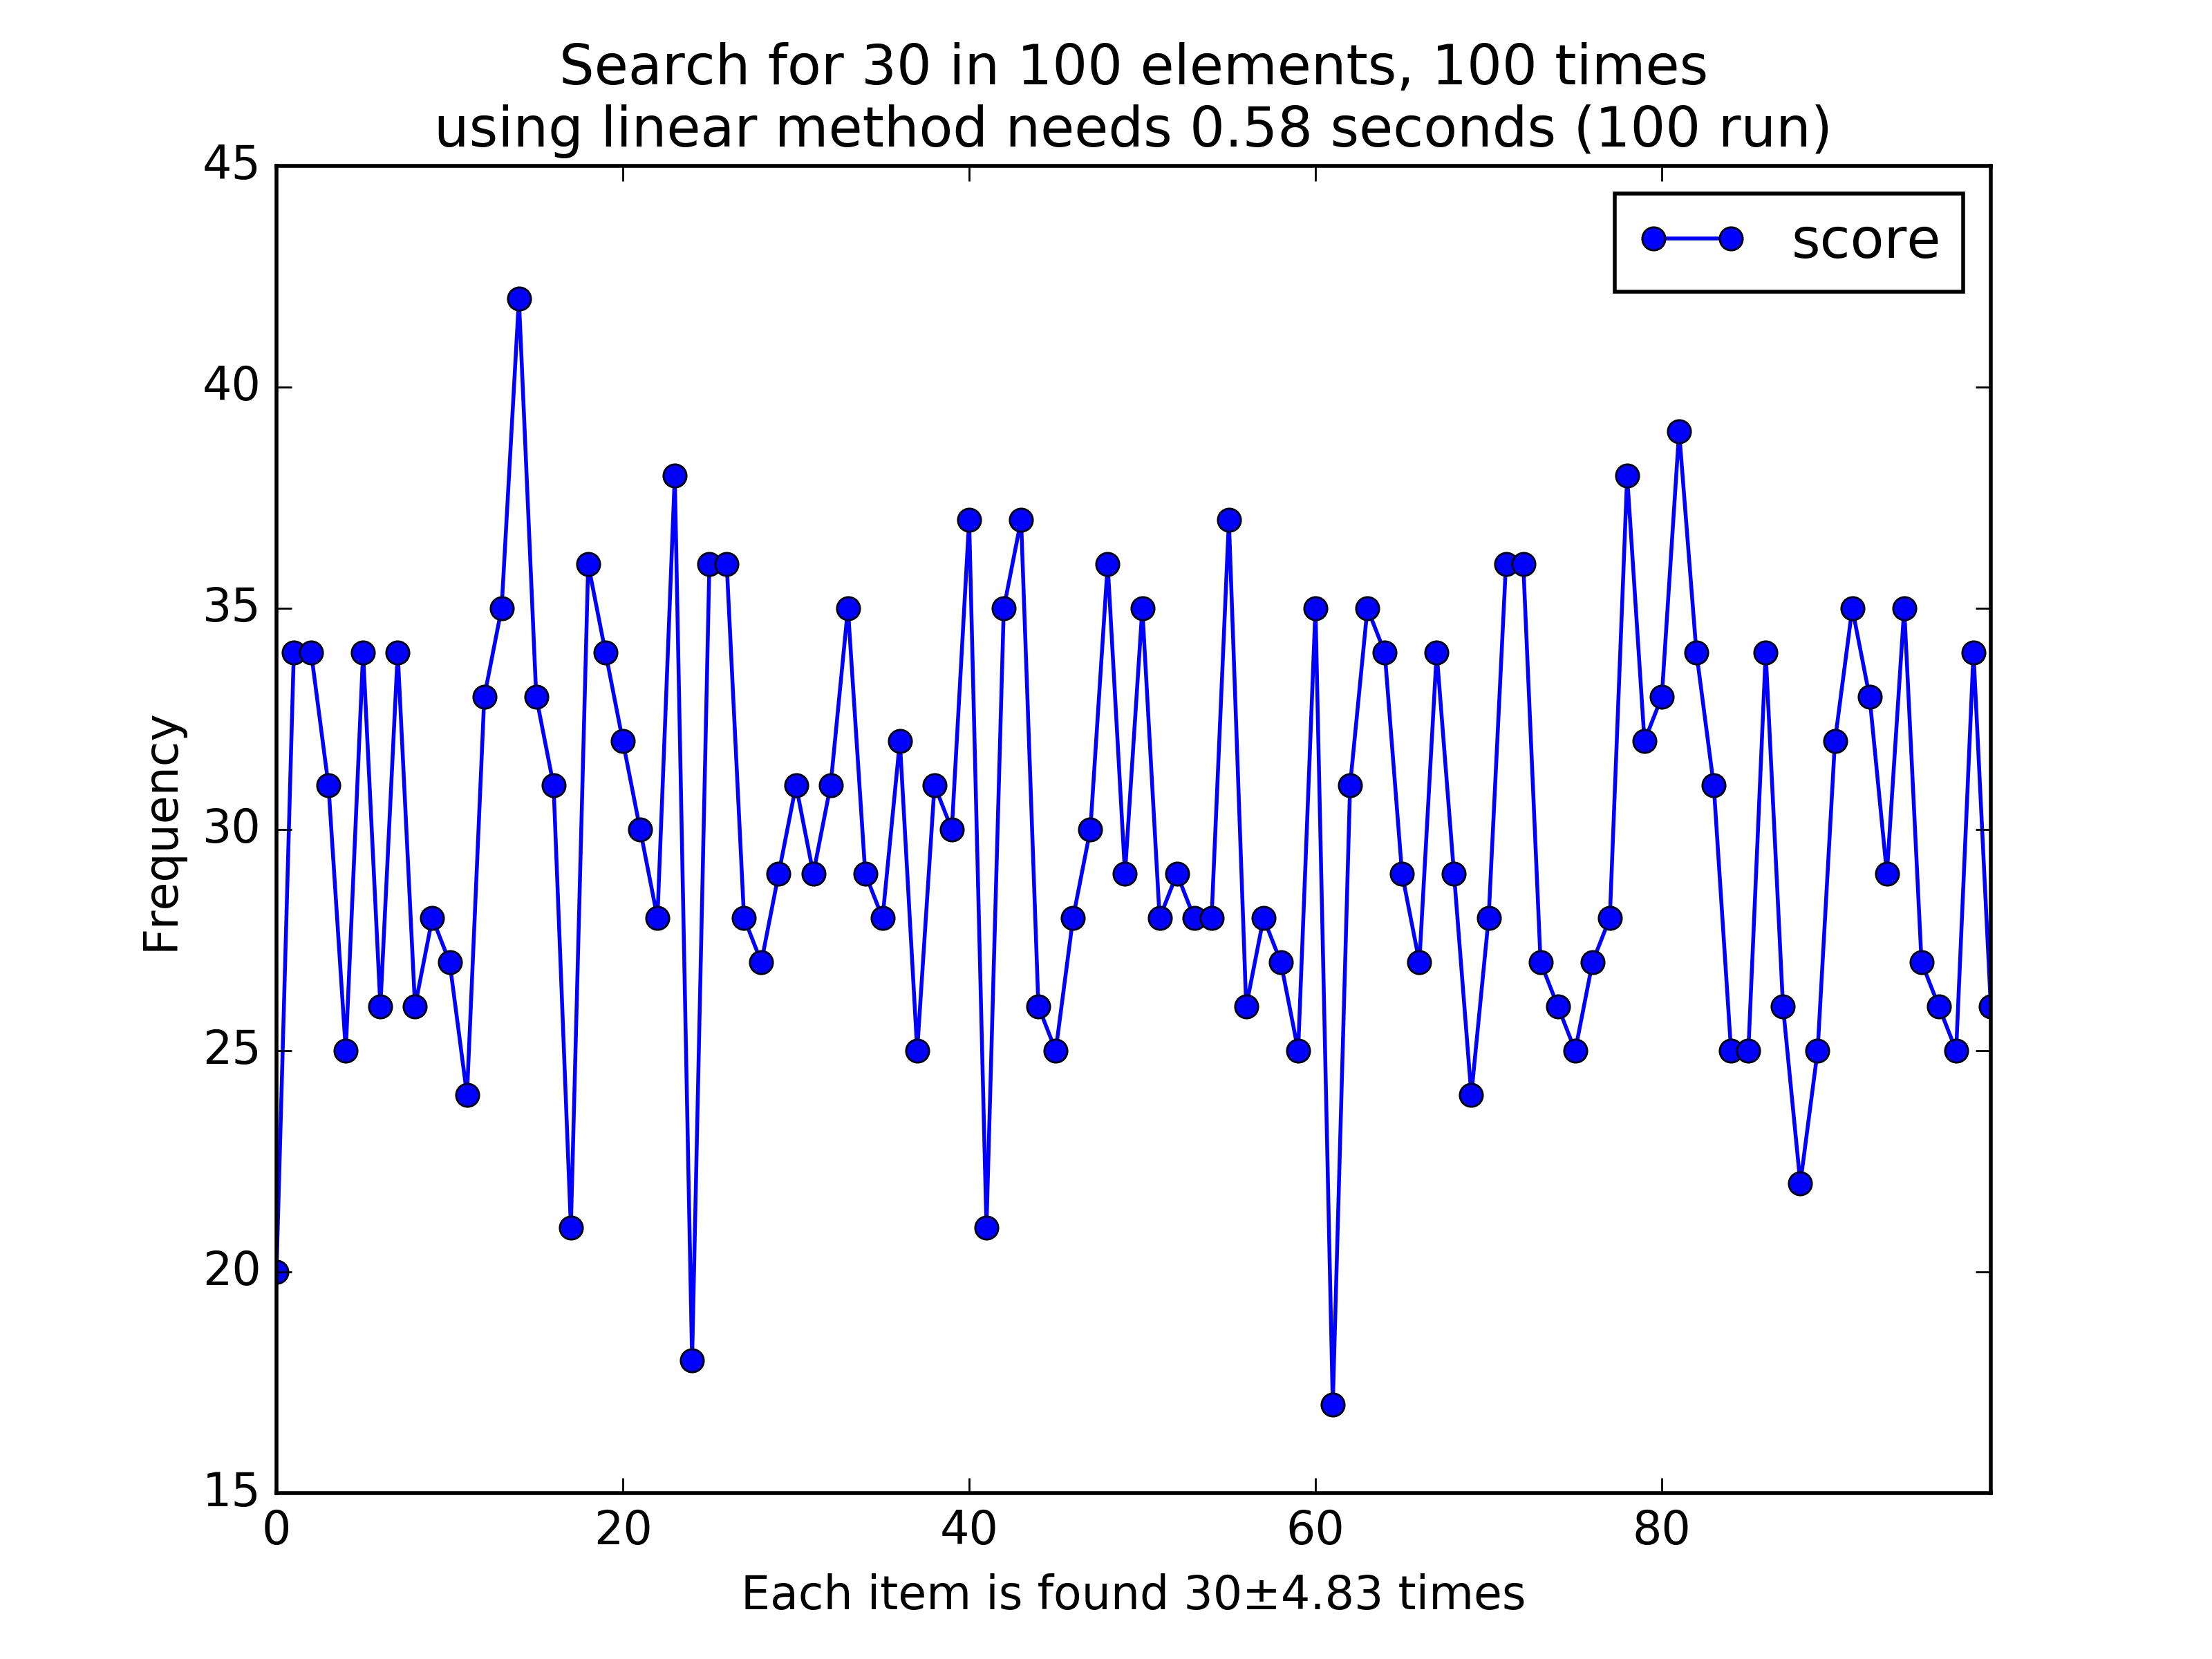 Search for 30 in 100 elements, 100 times
using linear method needs 0.58 seconds (100 run)
45
score
40
35
30
25
20
15
Frequency
0 20 40 60 80
Each item is found 30±4.83 times